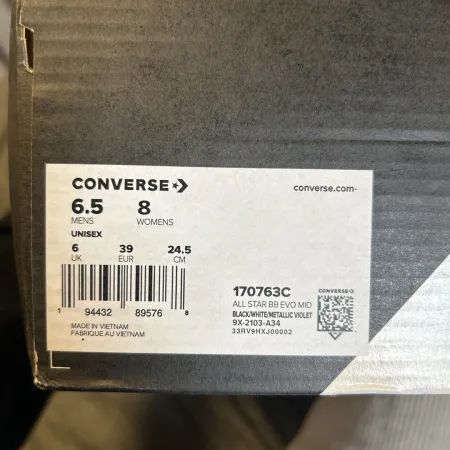 CONVERSE
converse.com
6.5 8
MENS WOMENS
UNISEX
6 39 24.5
UK EUR CM
1 94432 89576 8
MADE IN VIETNAM
FABRIQUE AU VIETNAM
170763C
ALL STAR BB EVO MID
BLACK/WHITE/METALLIC VIOLET
9X-2103-A34
33RV9HXJ00002
CONVERSE